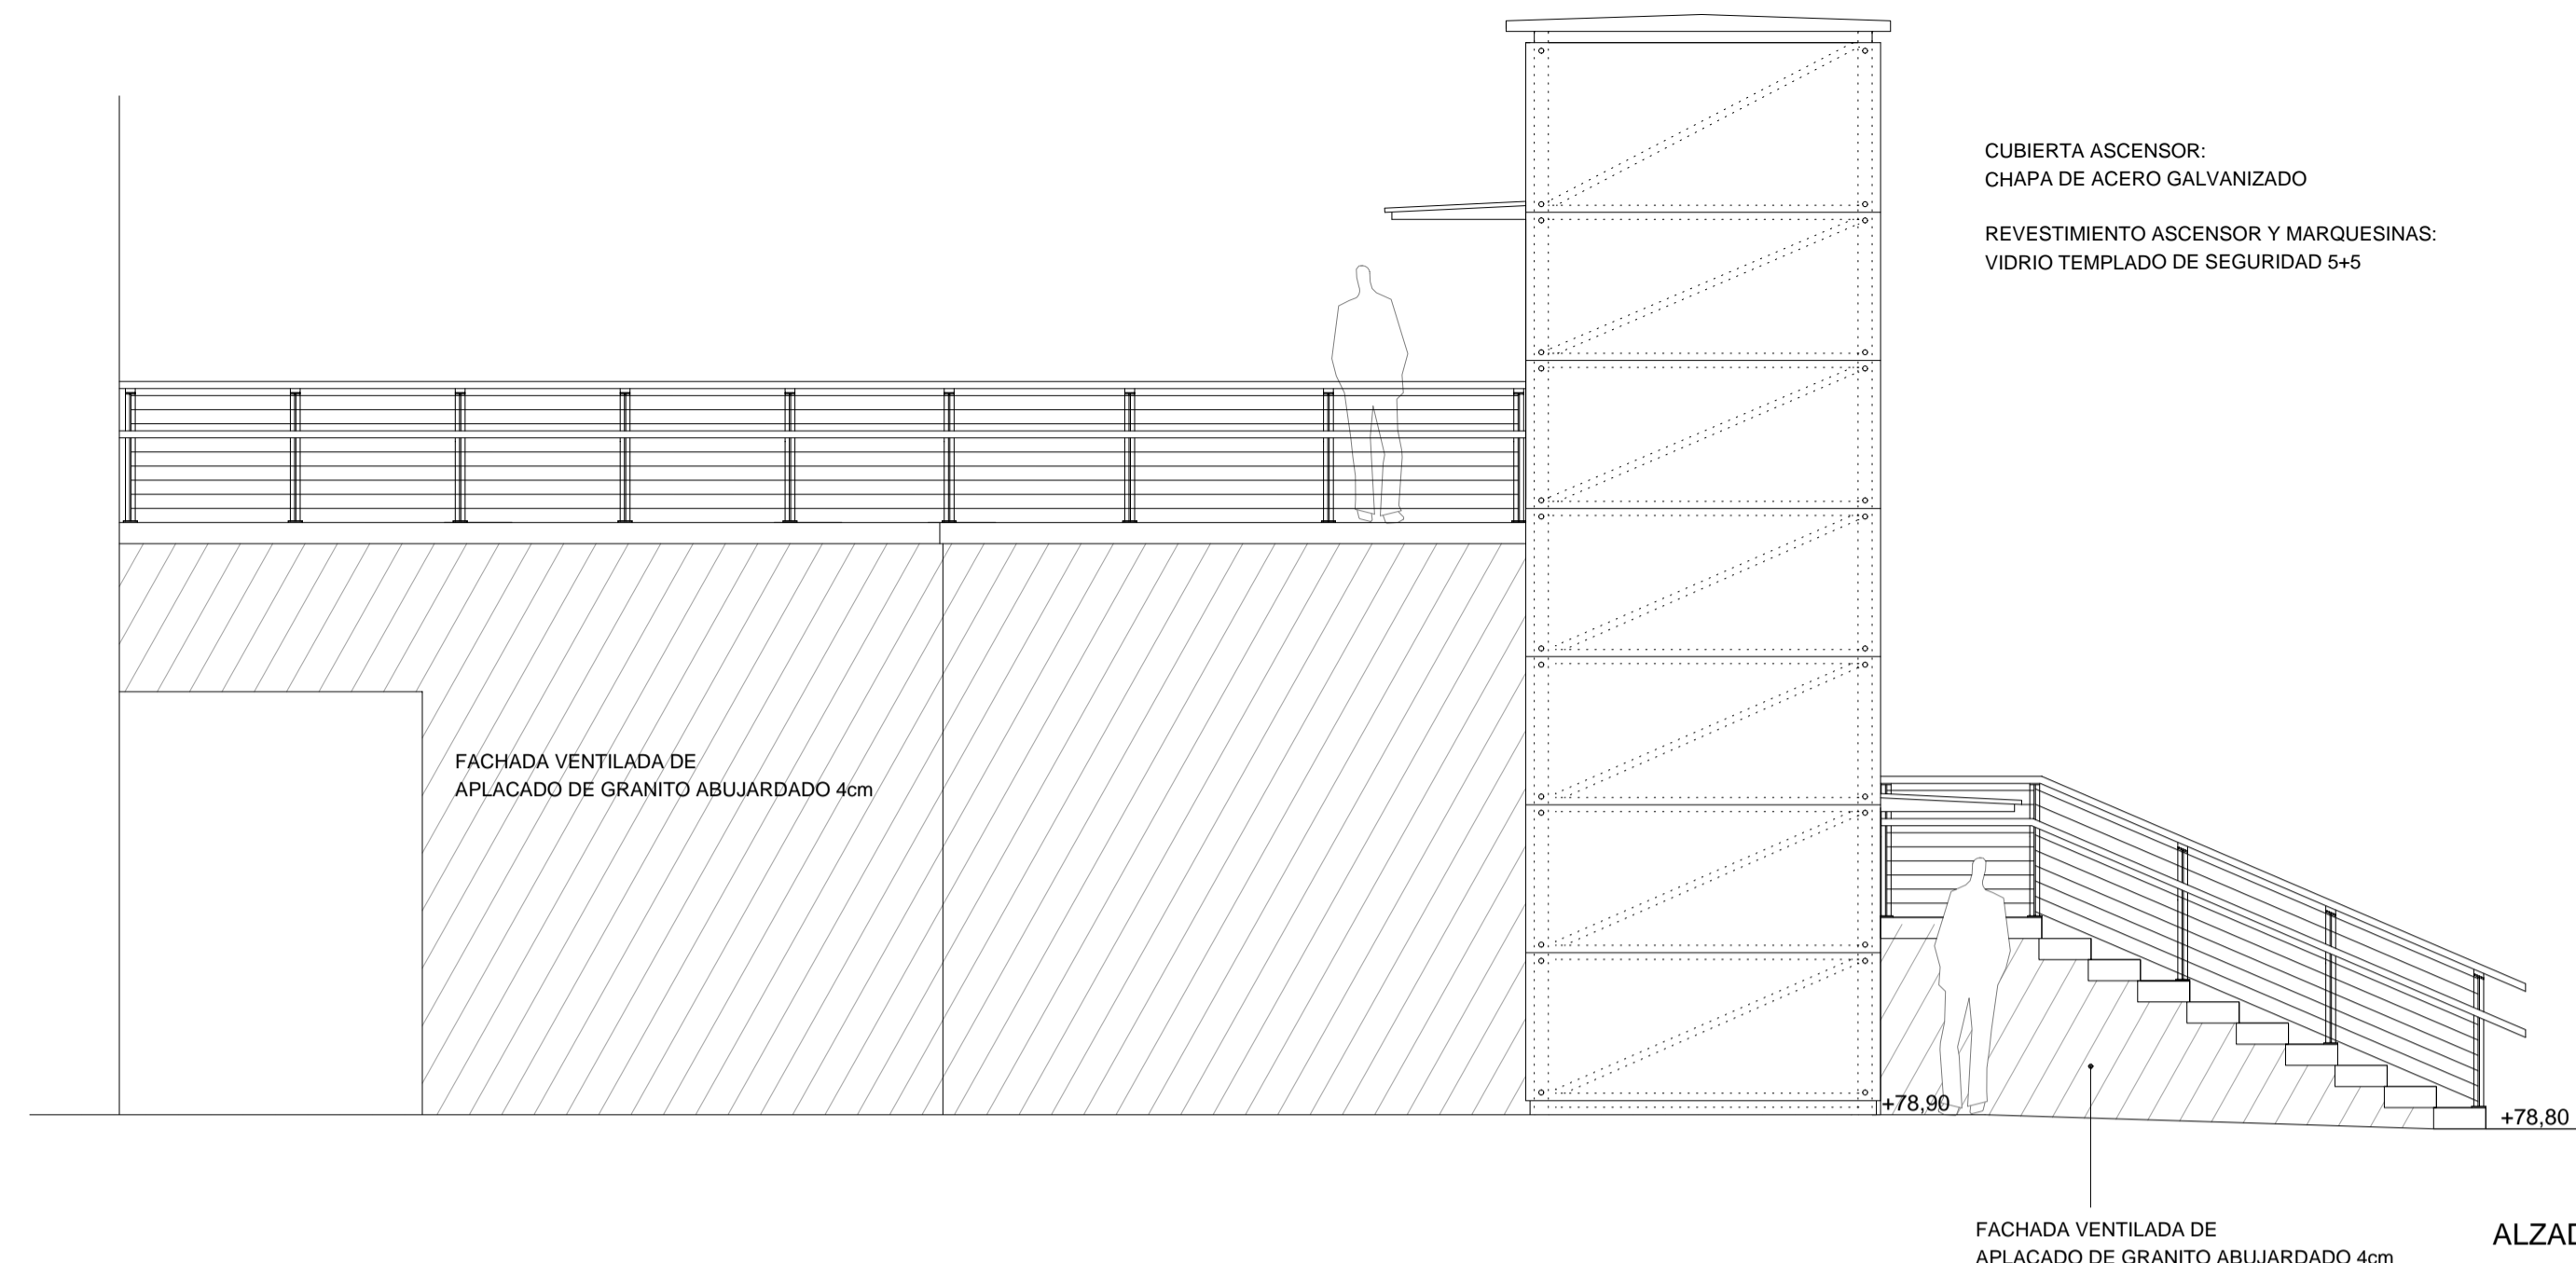 CUBIERTA ASCENSOR:
CHAPA DE ACERO GALVANIZADO
REVESTIMIENTO ASCENSOR Y MARQUESINAS:
VIDRIO TEMPLADO DE SEGURIDAD 5+5
FACHADA VENTILADA DE
APLACADO DE GRANITO ABUJARDADO 4cm
+78,90
+78,80
FACHADA VENTILADA DE
APLACADO DE GRANITO ABUJARDADO 4cm